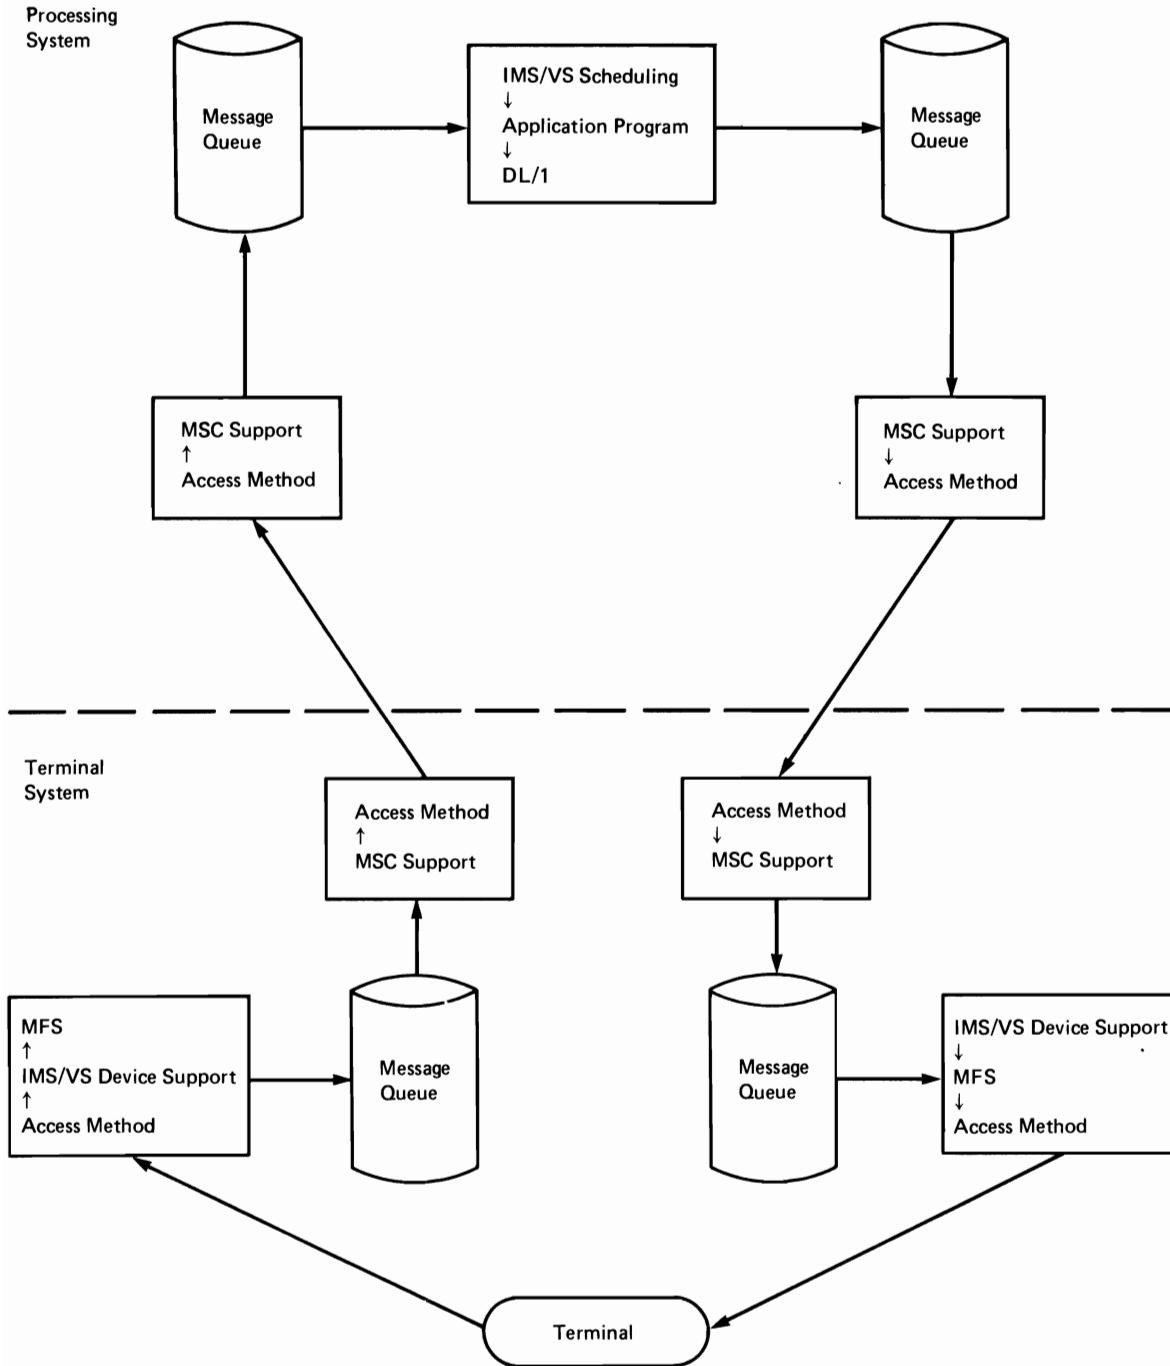 Processing
System
Message
Queue
IMS/VS Scheduling
↓
Application Program
↓
DL/1
Message
Queue
MSC Support
↑
Access Method
MSC Support
↓
Access Method
Terminal
System
Access Method
↑
MSC Support
Access Method
↓
MSC Support
MFS
↑
IMS/VS Device Support
↑
Access Method
Message
Queue
Message
Queue
IMS/VS Device Support
↓
MFS
↓
Access Method
Terminal